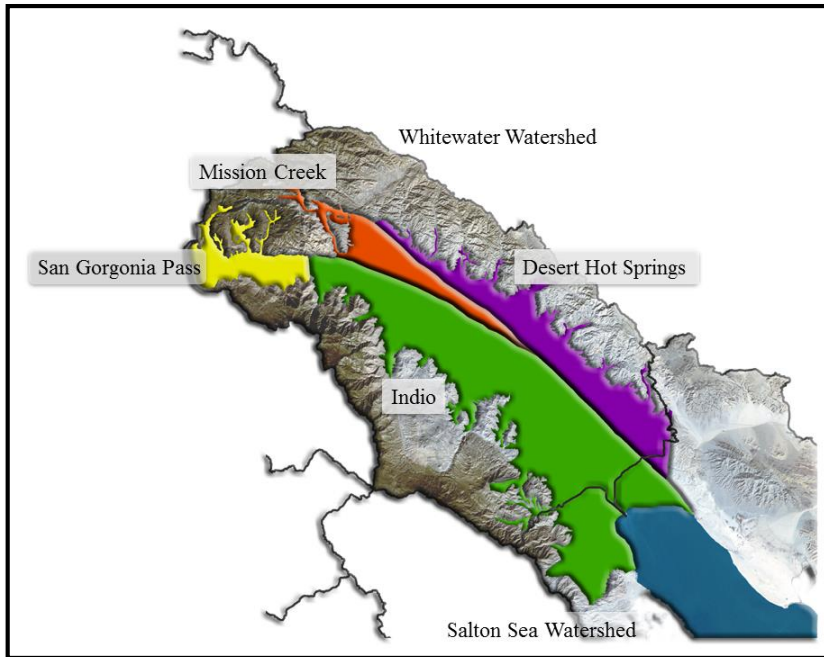 Whitewater Watershed
Mission Creek
San Gorgonia Pass
Desert Hot Springs
Indio
Salton Sea Watershed